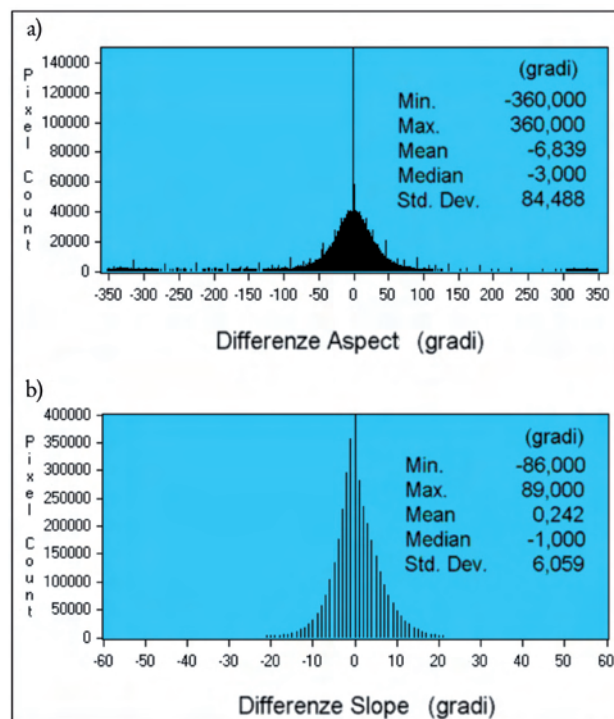 a)
Pixel Count
140000
120000
100000
80000
60000
40000
20000
0
(gradi)
Min. -360,000
Max. 360,000
Mean -6,839
Median -3,000
Std. Dev. 84,488
-350 -300 -250 -200 -150 -100 -50 0 50 100 150 200 250 300 350
Differenze Aspect (gradi)
b)
Pixel Count
400000
350000
300000
250000
200000
150000
100000
50000
0
(gradi)
Min. -86,000
Max. 89,000
Mean 0,242
Median -1,000
Std. Dev. 6,059
-60 -50 -40 -30 -20 -10 0 10 20 30 40 50 60
Differenze Slope (gradi)